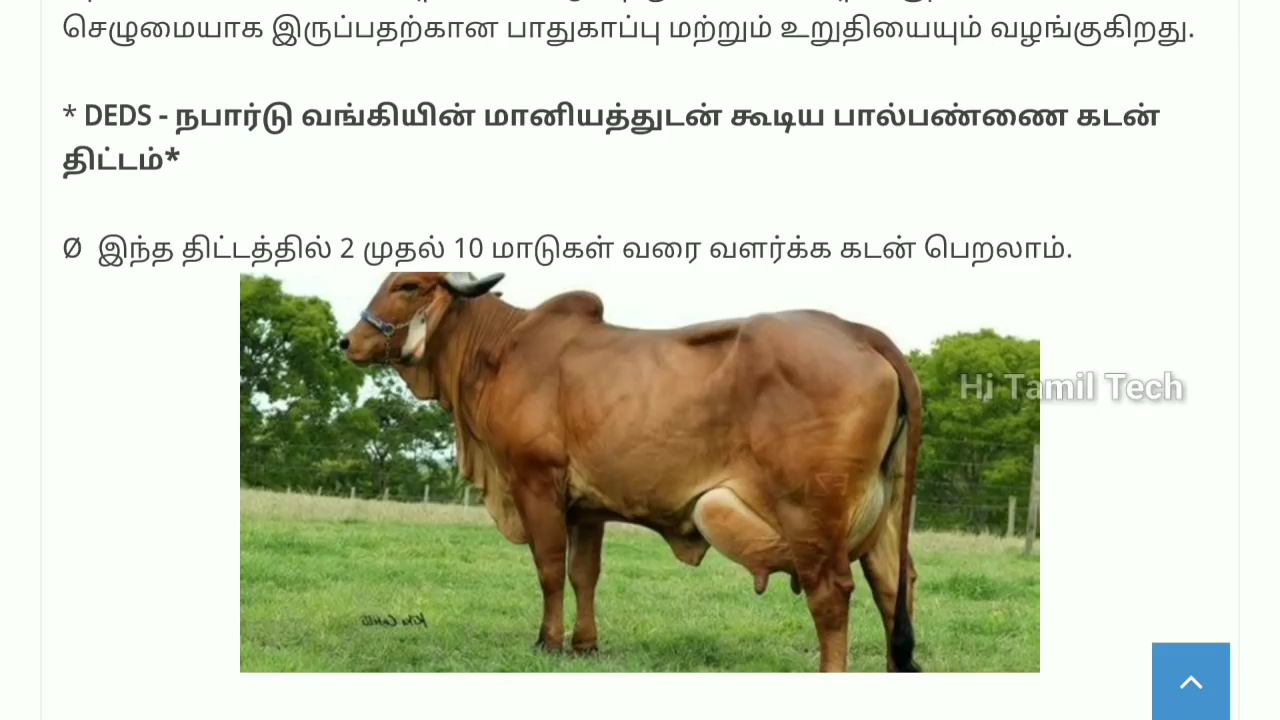 செழுமையாக இருப்பதற்கான பாதுகாப்பு மற்றும் உறுதியையும் வழங்குகிறது.
* DEDS - நபார்டு வங்கியின் மானியத்துடன் கூடிய பால்பண்ணை கடன்
திட்டம்*
Ø இந்த திட்டத்தில் 2 முதல் 10 மாடுகள் வரை வளர்க்க கடன் பெறலாம்.
Hi Tamil Tech